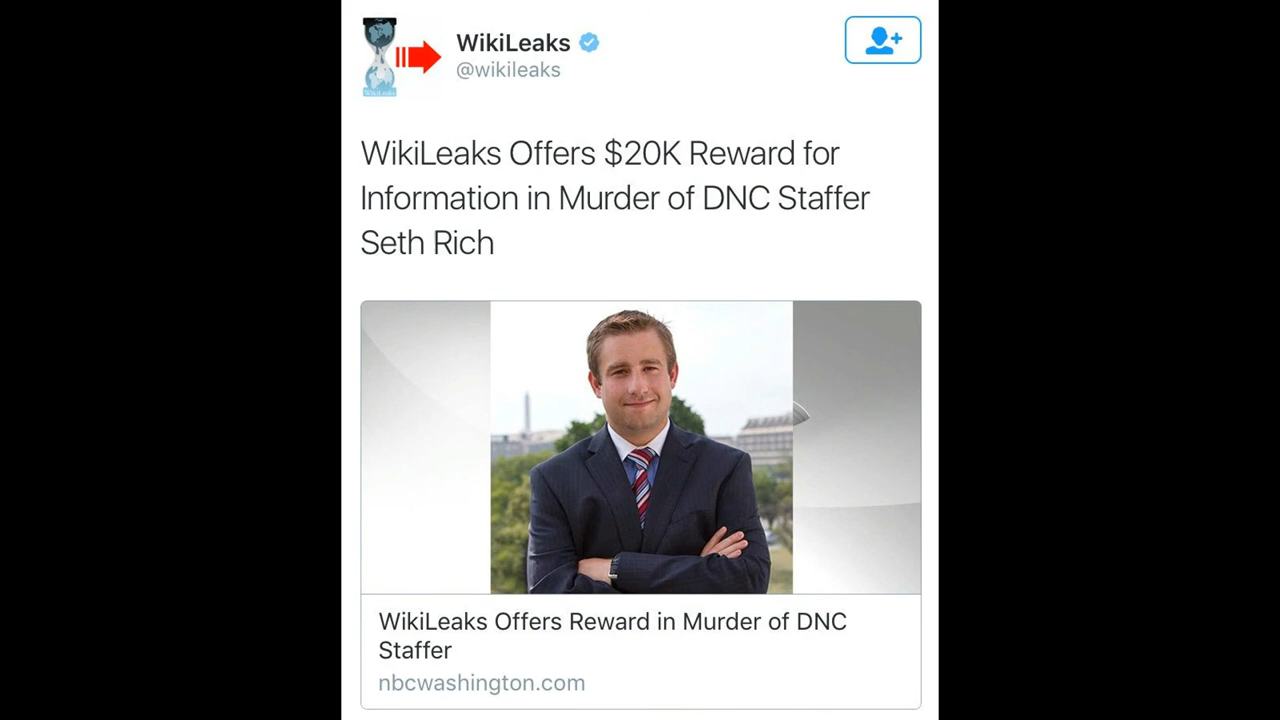 WikiLeaks
@wikileaks
WikiLeaks Offers $20K Reward for
Information in Murder of DNC Staffer
Seth Rich
WikiLeaks Offers Reward in Murder of DNC
Staffer
nbcwashington.com